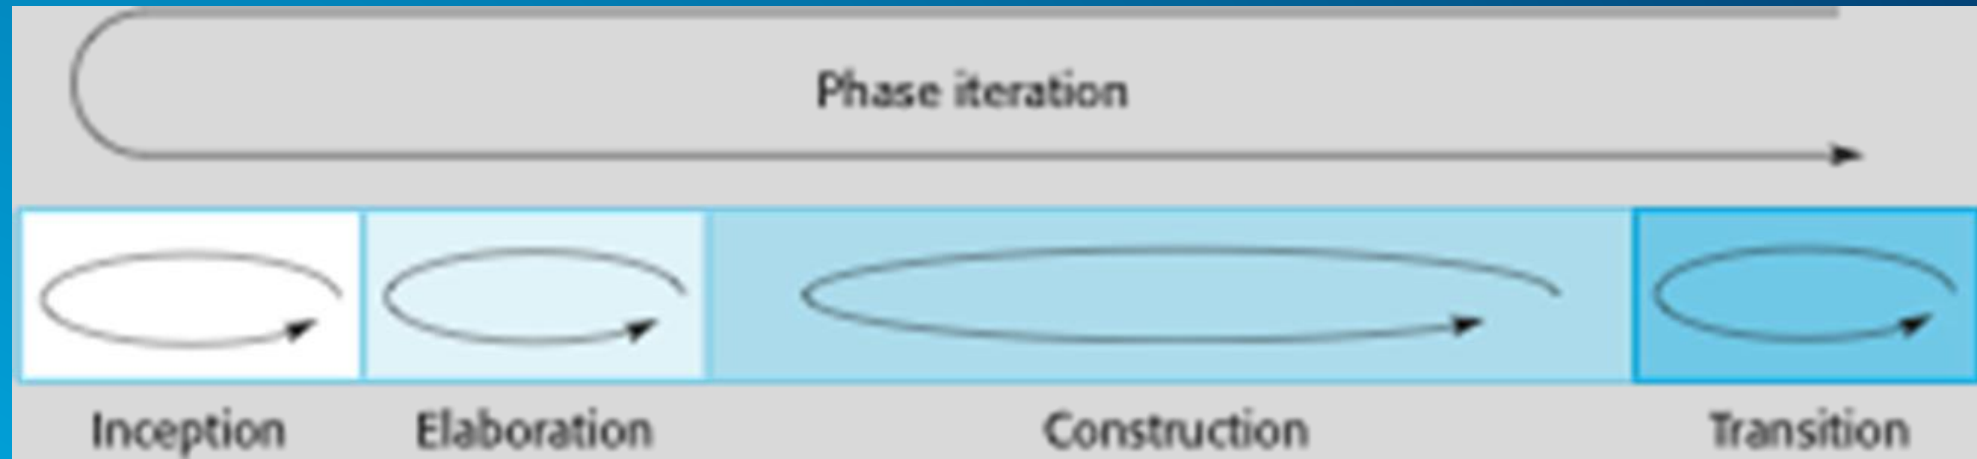 Phase iteration
Inception Elaboration Construction Transition